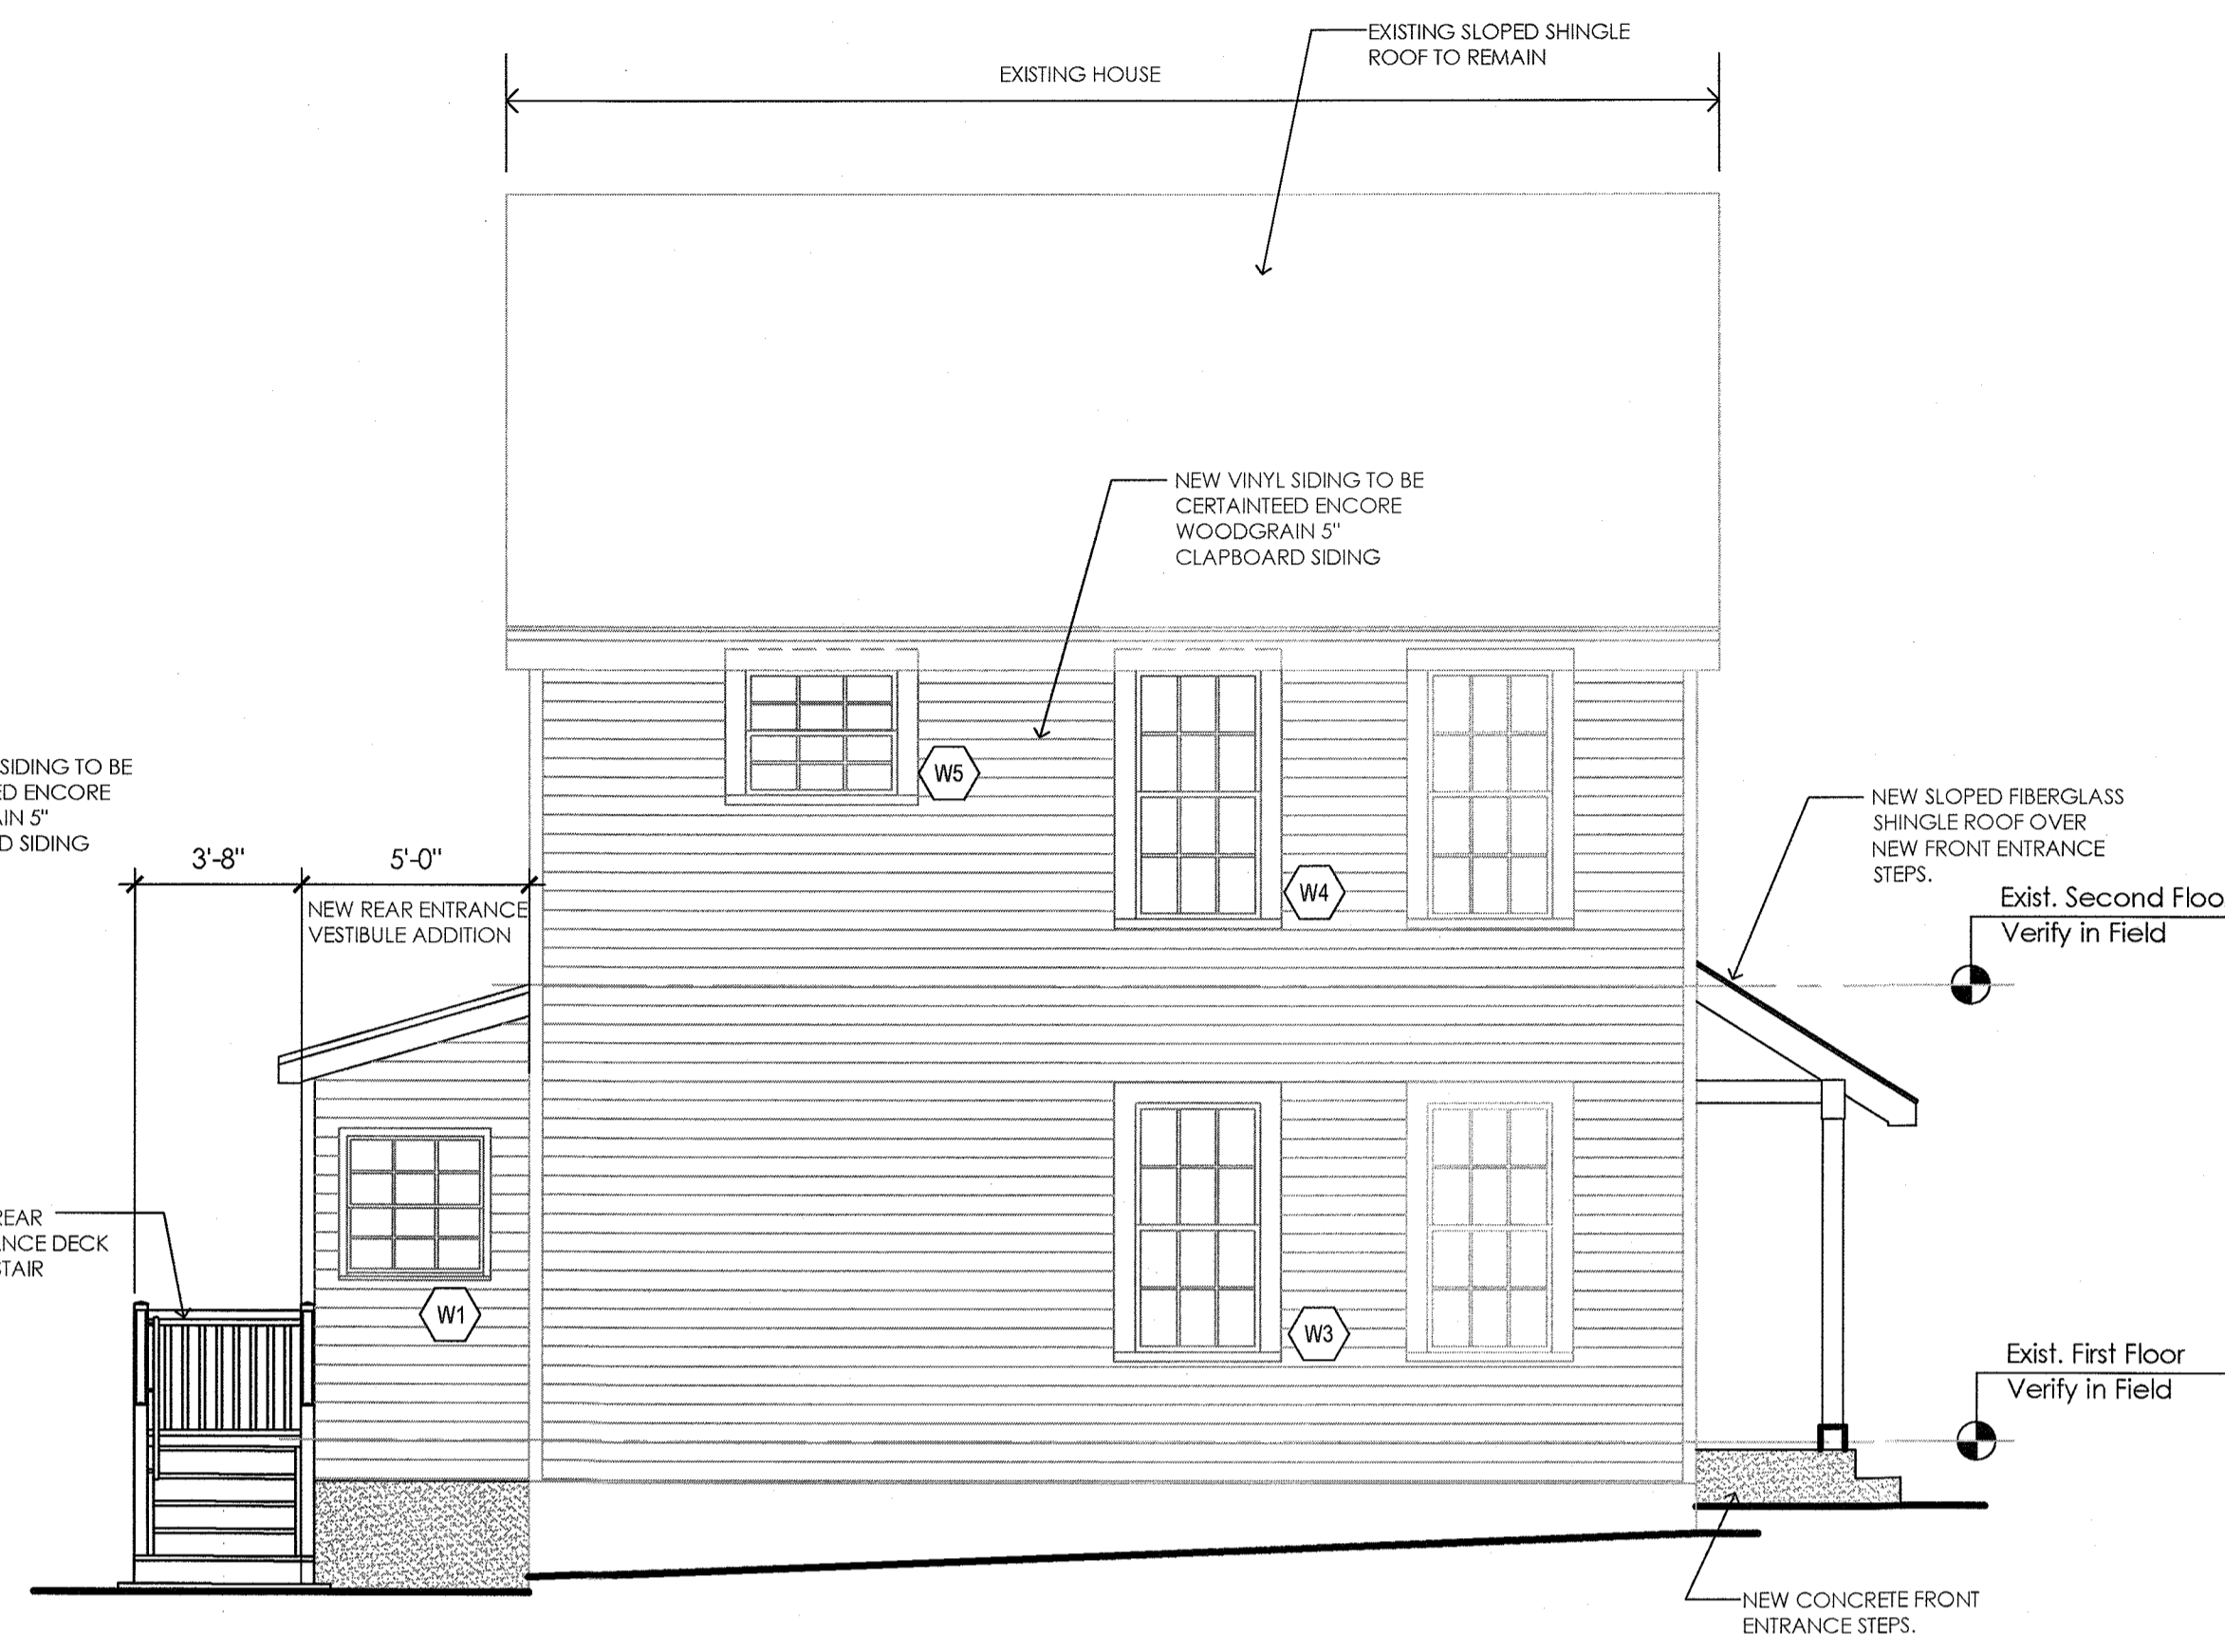 EXISTING SLOPED SHINGLE
ROOF TO REMAIN
EXISTING HOUSE
NEW VINYL SIDING TO BE
CERTAINTEED ENCORE
WOODGRAIN 5"
CLAPBOARD SIDING
SIDING TO BE
ED ENCORE
AIN 5"
D SIDING
3'-8"
5'-0"
NEW REAR ENTRANCE
VESTIBULE ADDITION
W5
W4
NEW SLOPED FIBERGLASS
SHINGLE ROOF OVER
NEW FRONT ENTRANCE
STEPS.
Exist. Second Floo
Verify in Field
REAR
ANCE DECK
STAIR
W1
W3
Exist. First Floor
Verify in Field
NEW CONCRETE FRONT
ENTRANCE STEPS.